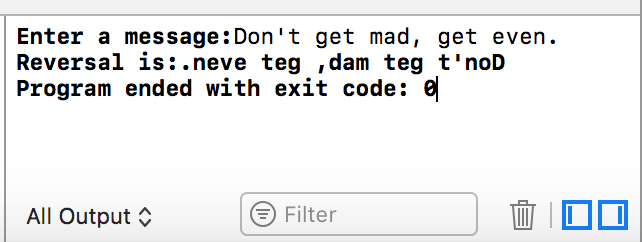 Enter a message:Don't get mad, get even.
Reversal is:.neve teg ,dam teg t'noD
Program ended with exit code: 0
All Output
Filter